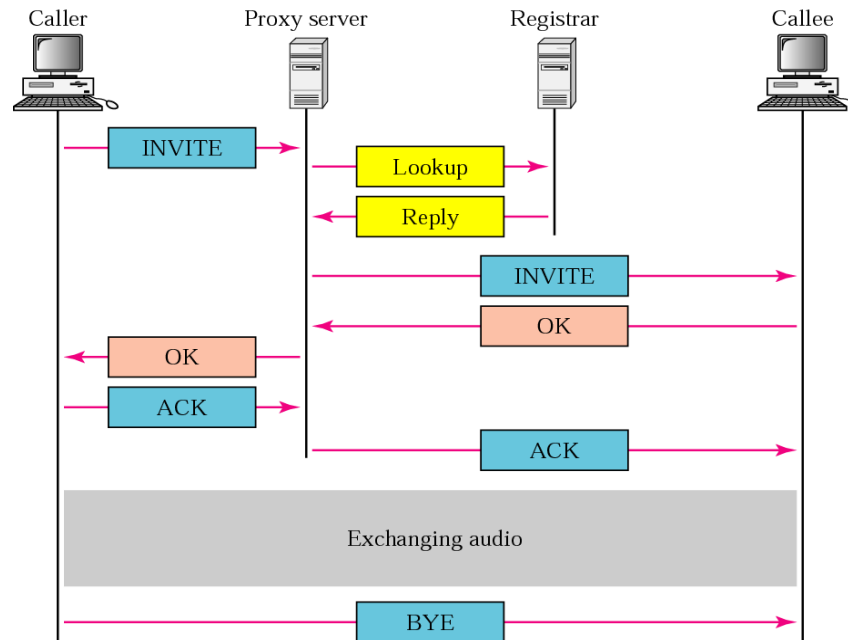 Caller
Proxy server
Registrar
Callee
INVITE
Lookup
Reply
INVITE
OK
OK
ACK
ACK
Exchanging audio
BYE